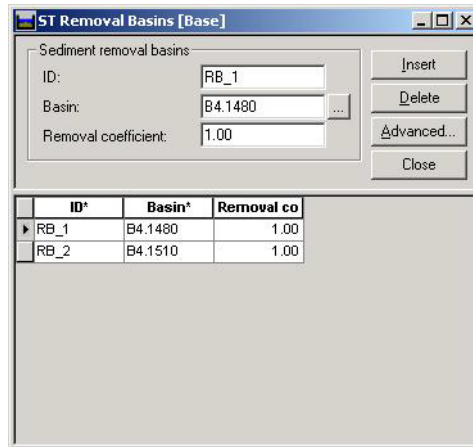 ST Removal Basins [Base]
Sediment removal basins
ID: RB_1
Basin: B4.1480 ...
Removal coefficient: 1.00
Insert
Delete
Advanced...
Close
ID* Basin* Removal co
RB_1 B4.1480 1.00
RB_2 B4.1510 1.00